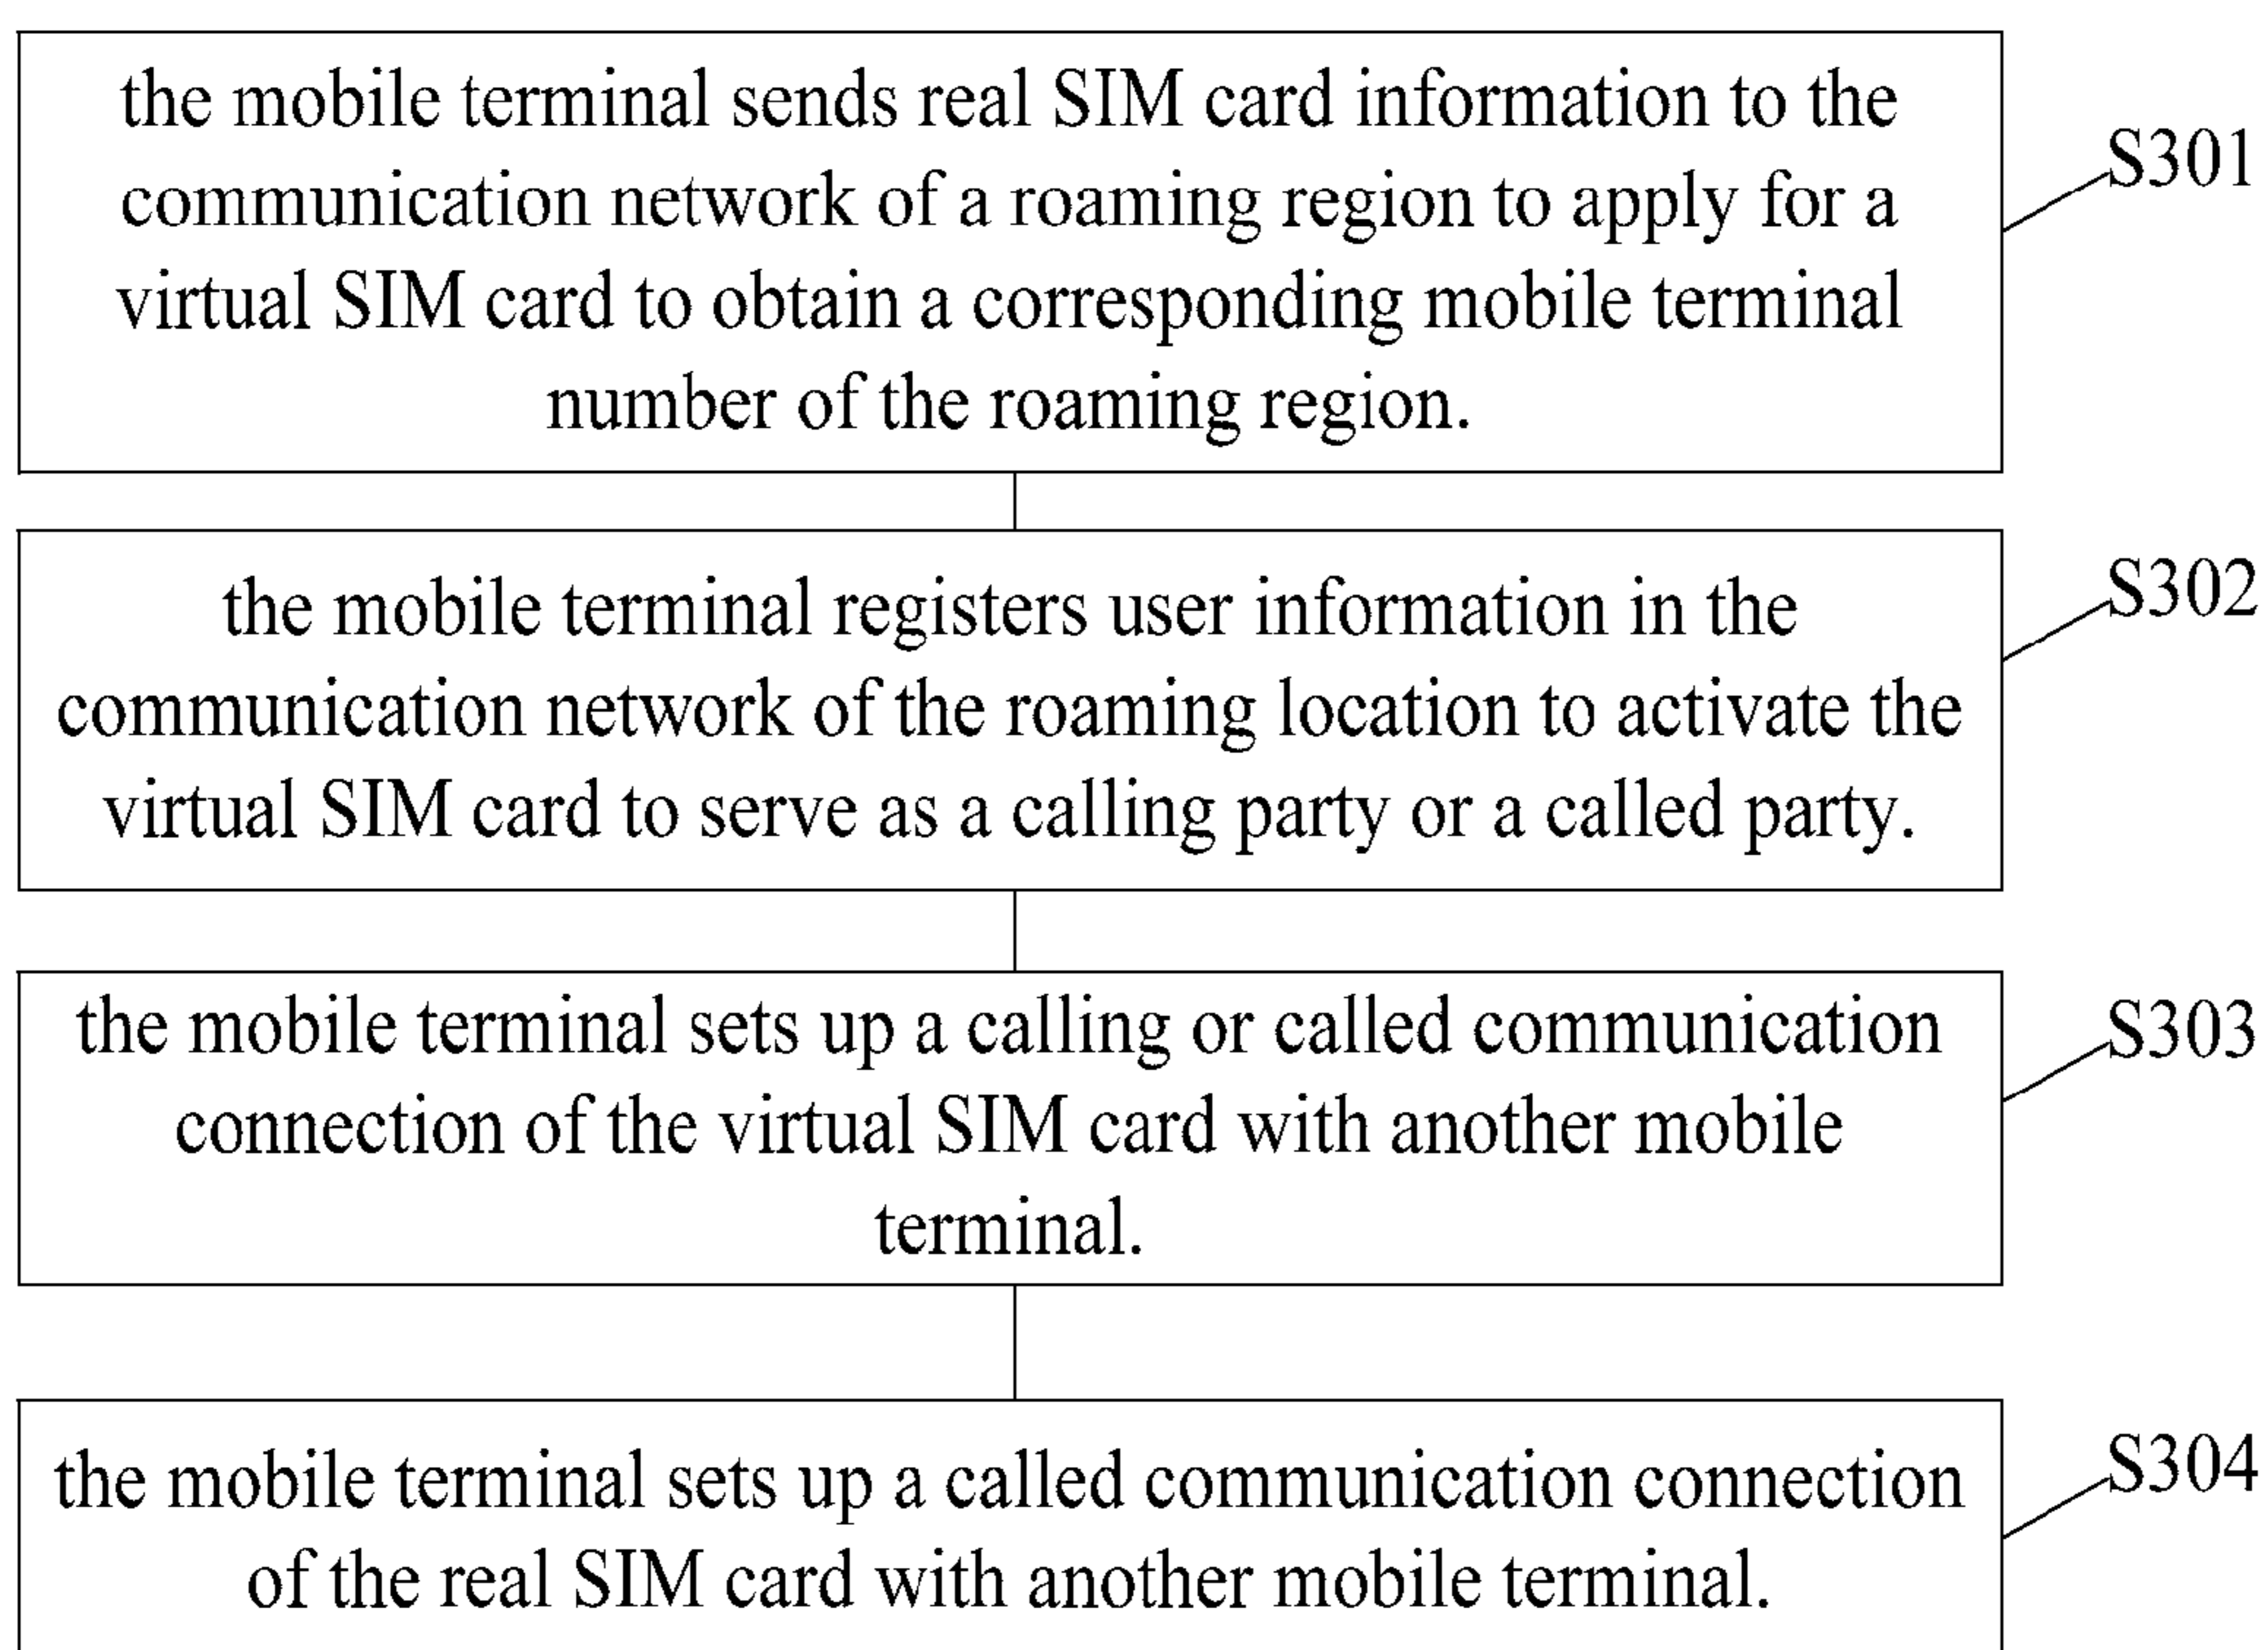 the mobile terminal sends real SIM card information to the
communication network of a roaming region to apply for a
virtual SIM card to obtain a corresponding mobile terminal
number of the roaming region.
S301
the mobile terminal registers user information in the
communication network of the roaming location to activate the
virtual SIM card to serve as a calling party or a called party.
S302
the mobile terminal sets up a calling or called communication
connection of the virtual SIM card with another mobile
terminal.
S303
the mobile terminal sets up a called communication connection
of the real SIM card with another mobile terminal.
S304